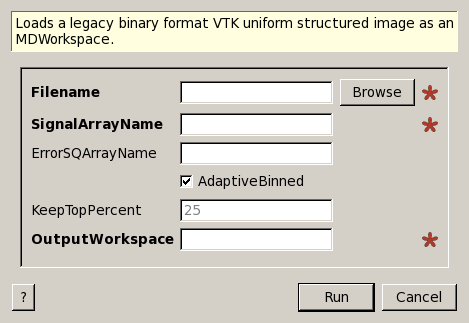 Loads a legacy binary format VTK uniform structured image as an
MDWorkspace.
Filename Browse *
SignalArrayName *
ErrorSQArrayName
AdaptiveBinned
KeepTopPercent 25
OutputWorkspace *
? Run Cancel